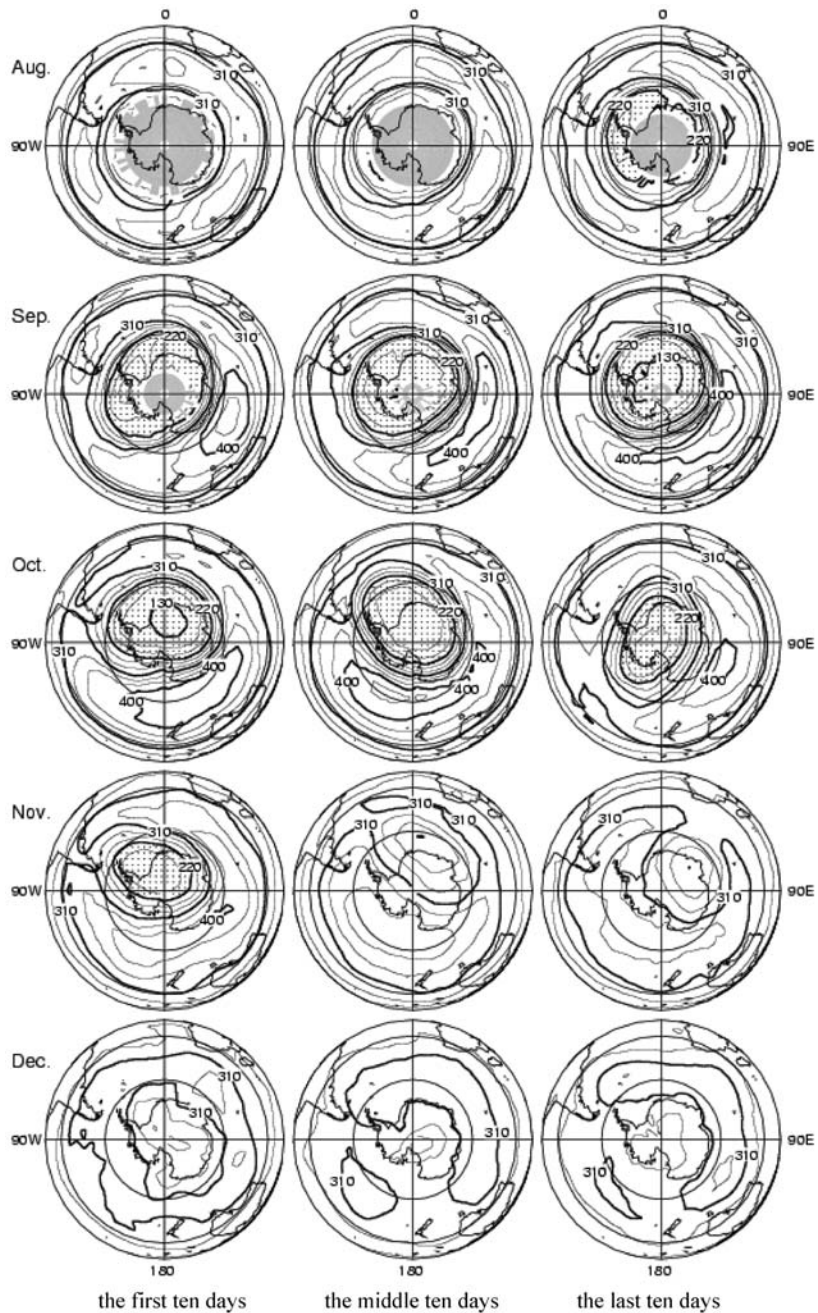 0 0 0
Aug.
310 310 220 310
310 310 310 220
90W 90E
Sep.
310 310 310
220 310 220 310 220 130 310
90W 400 90E
400 400 400
Oct.
310 310 310
130 220 310 310 310
220 220
90W 400 400 400 90E
310 400 400
Nov.
310 310 310
310
220 310
90W 400 310 90E
310
Dec.
310
310
90W 310 90E
310 310
180 180 180
the first ten days the middle ten days the last ten days